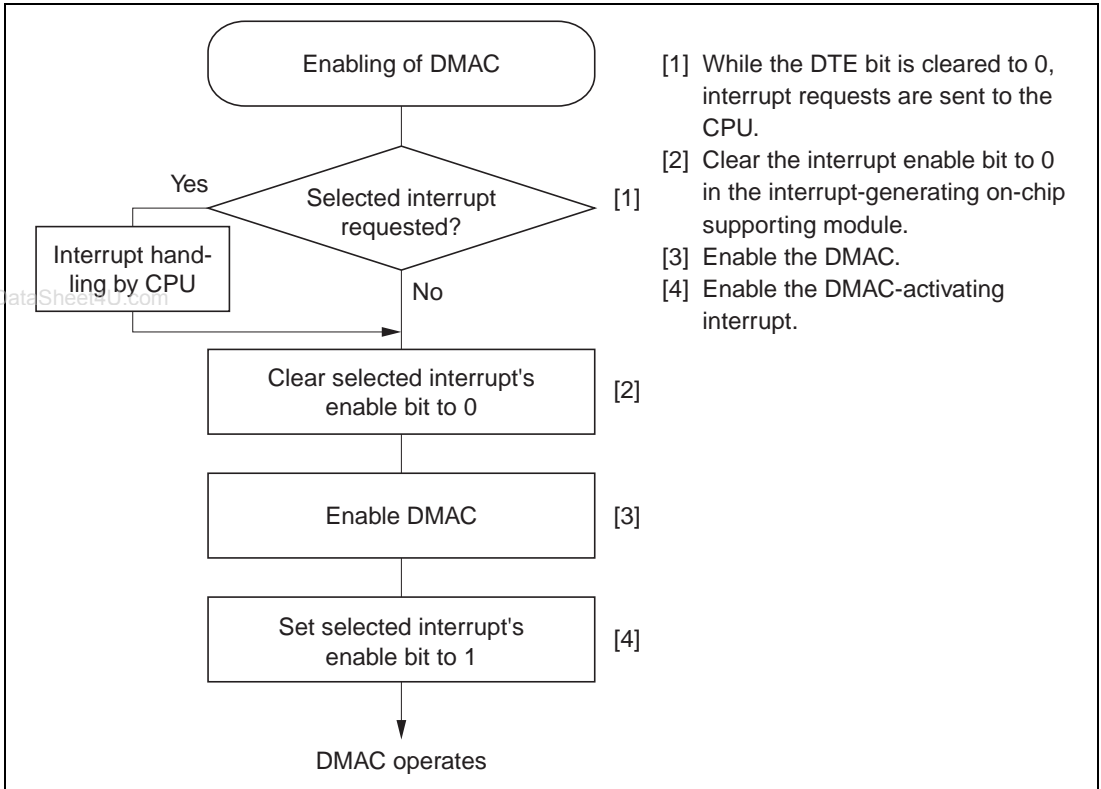 Enabling of DMAC
Selected interrupt
requested?
[1]
Yes
Interrupt hand-
ling by CPU
No
Clear selected interrupt's
enable bit to 0
[2]
Enable DMAC
[3]
Set selected interrupt's
enable bit to 1
[4]
DMAC operates
[1] While the DTE bit is cleared to 0,
interrupt requests are sent to the
CPU.
[2] Clear the interrupt enable bit to 0
in the interrupt-generating on-chip
supporting module.
[3] Enable the DMAC.
[4] Enable the DMAC-activating
interrupt.
DataSheet4U.com